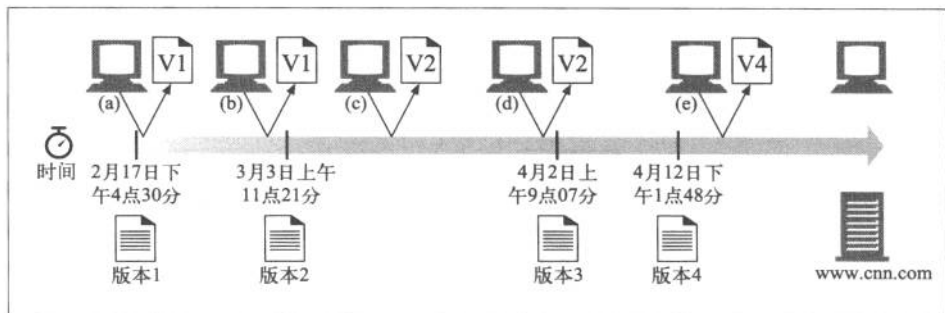 V1
V1
V2
V2
V4
(a)
(b)
(c)
(d)
(e)
时间
2月17日下
午4点30分
3月3日上午
11点21分
4月2日上
午9点07分
4月12日下
午1点48分
版本1
版本2
版本3
版本4
www.cnn.com